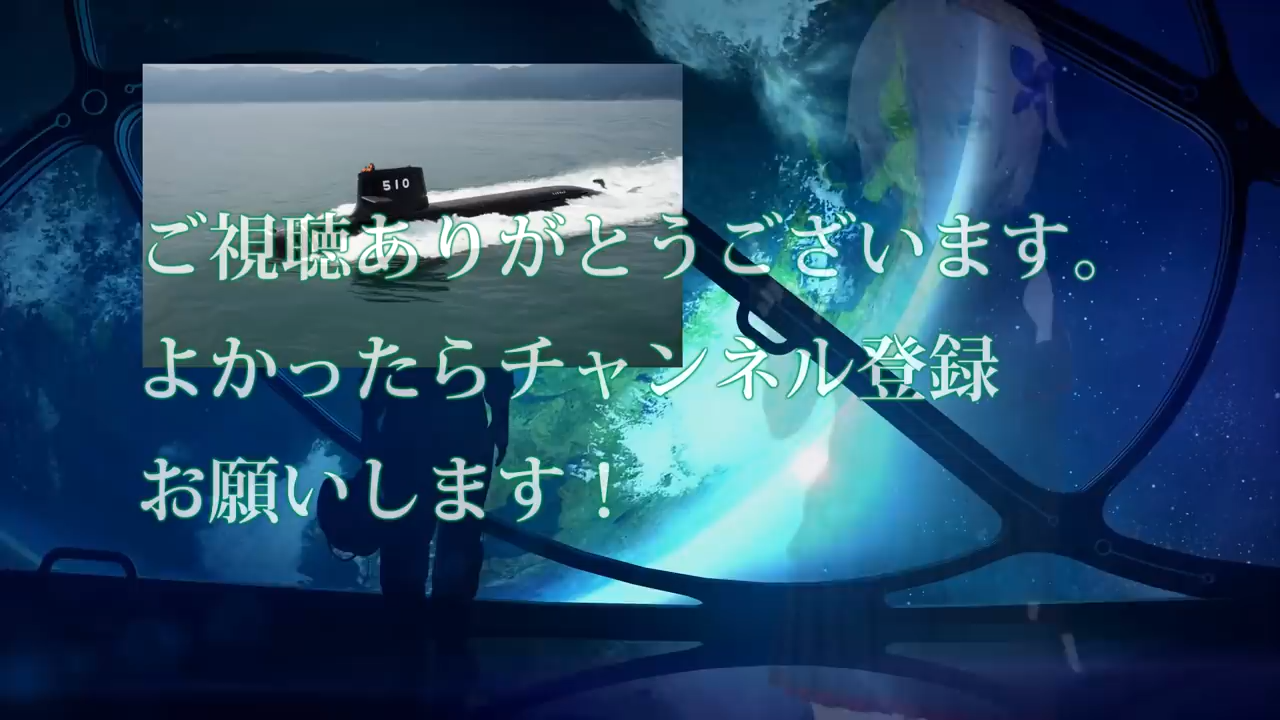 510
ご視聴ありがとうございます。
よかったらチャンネル登録
お願いします！